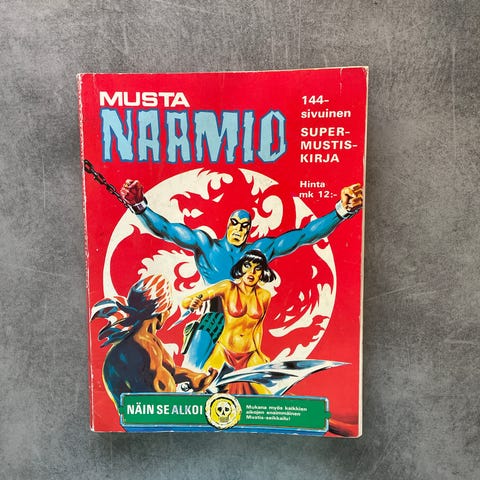 MUSTA
NAAMIO
144-
sivuinen
SUPER-
MUSTIS-
KIRJA
Hinta
mk 12:-
NÄIN SE ALKOI
Mukana myös kaikkien
aikojen ensimmäinen
Mustis-seikkailu!